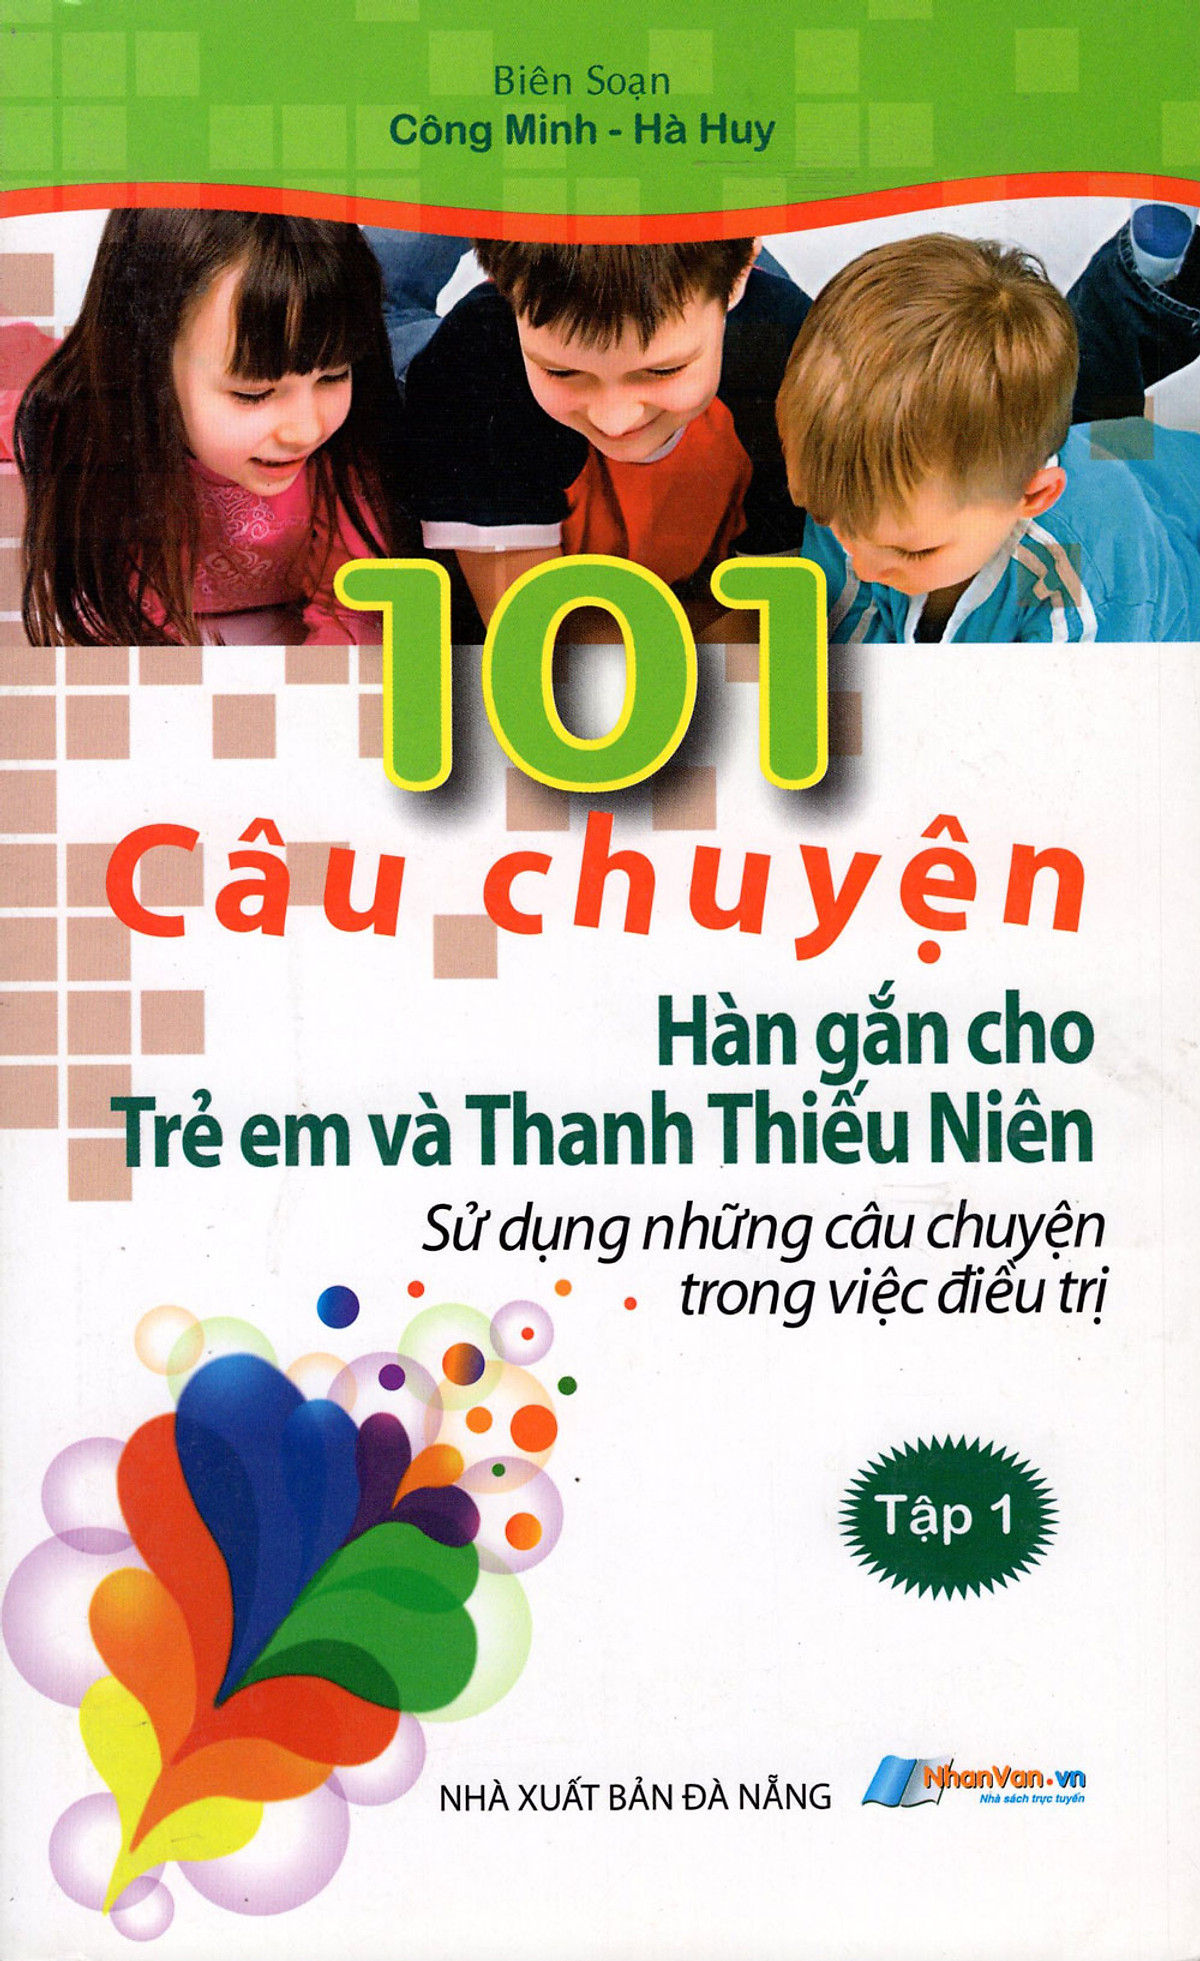 Biên Soạn
Công Minh - Hà Huy
101
Câu chuyện
Hàn gắn cho
Trẻ em và Thanh Thiếu Niên
Sử dụng những câu chuyện
trong việc điều trị
Tập 1
NHÀ XUẤT BẢN ĐÀ NẴNG
NhanVan.vn
Nhà sách trực tuyến